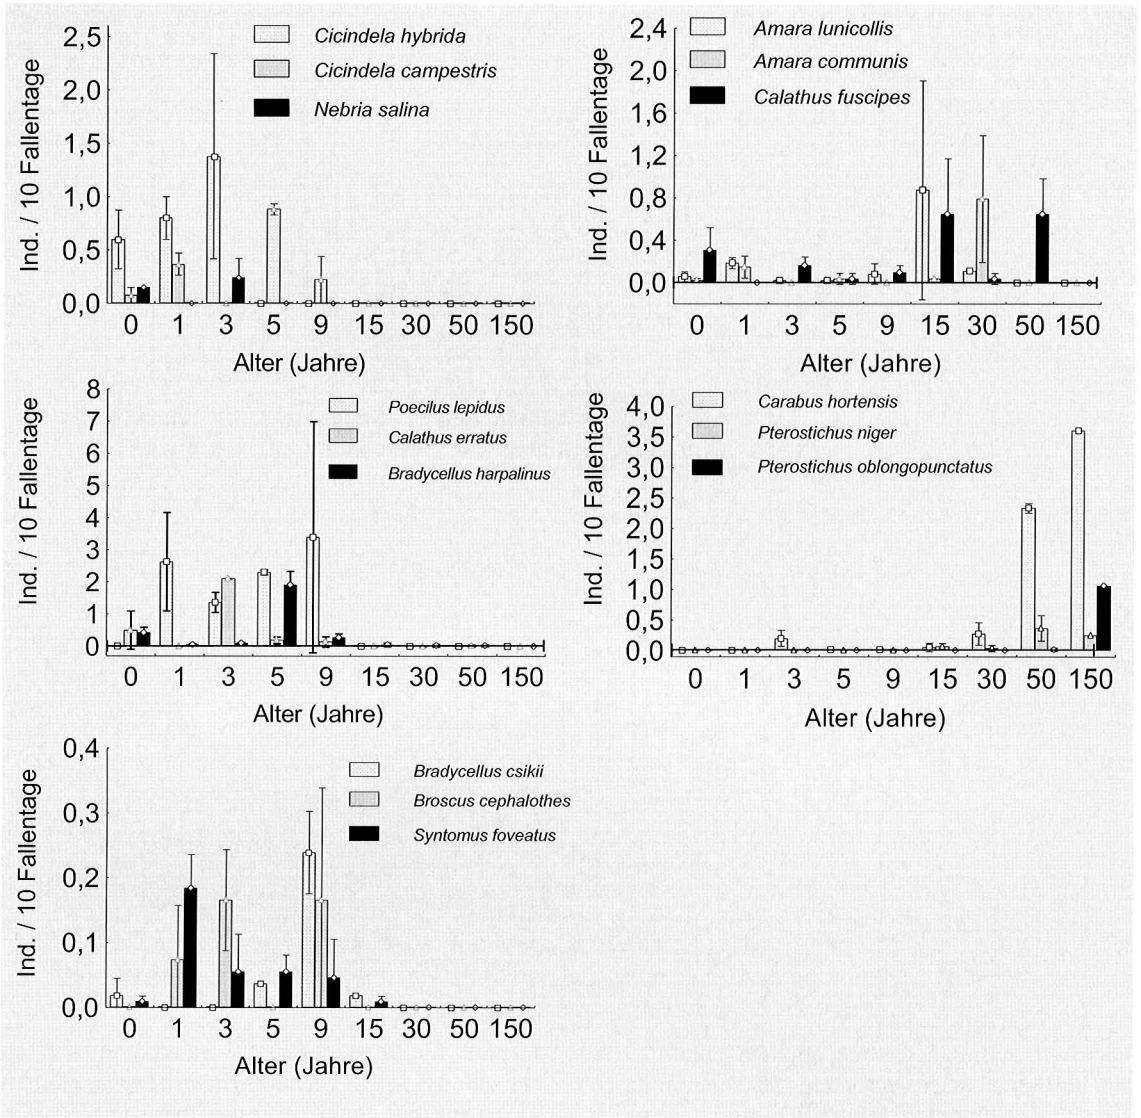 Cicindela hybrida
Cicindela campestris
Nebria salina
Ind. / 10 Fallentage
2,5
2,0
1,5
1,0
0,5
0,0
0 1 3 5 9 15 30 50 150
Alter (Jahre)
Amara lunicollis
Amara communis
Calathus fuscipes
Ind. / 10 Fallentage
2,4
2,0
1,6
1,2
0,8
0,4
0,0
0 1 3 5 9 15 30 50 150
Alter (Jahre)
Poecilus lepidus
Calathus erratus
Bradycellus harpalinus
Ind. / 10 Fallentage
8
7
6
5
4
3
2
1
0
0 1 3 5 9 15 30 50 150
Alter (Jahre)
Carabus hortensis
Pterostichus niger
Pterostichus oblongopunctatus
Ind. / 10 Fallentage
4,0
3,5
3,0
2,5
2,0
1,5
1,0
0,5
0,0
0 1 3 5 9 15 30 50 150
Alter (Jahre)
Bradycellus csikii
Broscus cephalothes
Syntomus foveatus
Ind. / 10 Fallentage
0,4
0,3
0,2
0,1
0,0
0 1 3 5 9 15 30 50 150
Alter (Jahre)